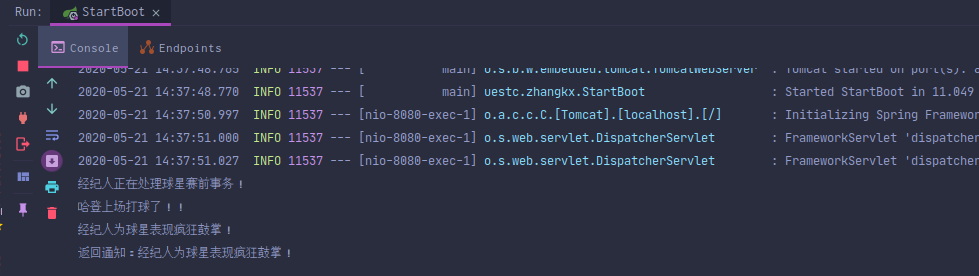 Run: StartBoot ×
Console Endpoints
2020-05-21 14:37:48.765 INFO 11537 --- [ main] o.s.b.w.embedded.tomcat.TomcatWebServer : Tomcat started on port(s): 8
2020-05-21 14:37:48.770 INFO 11537 --- [ main] uestc.zhangkx.StartBoot : Started StartBoot in 11.049
2020-05-21 14:37:50.997 INFO 11537 --- [nio-8080-exec-1] o.a.c.c.C.[Tomcat].[localhost].[/] : Initializing Spring Framewor
2020-05-21 14:37:51.000 INFO 11537 --- [nio-8080-exec-1] o.s.web.servlet.DispatcherServlet : FrameworkServlet 'dispatcher
2020-05-21 14:37:51.027 INFO 11537 --- [nio-8080-exec-1] o.s.web.servlet.DispatcherServlet : FrameworkServlet 'dispatcher
经纪人正在处理球星赛前事务！
哈登上场打球了！！
经纪人为球星表现疯狂鼓掌！
返回通知：经纪人为球星表现疯狂鼓掌！